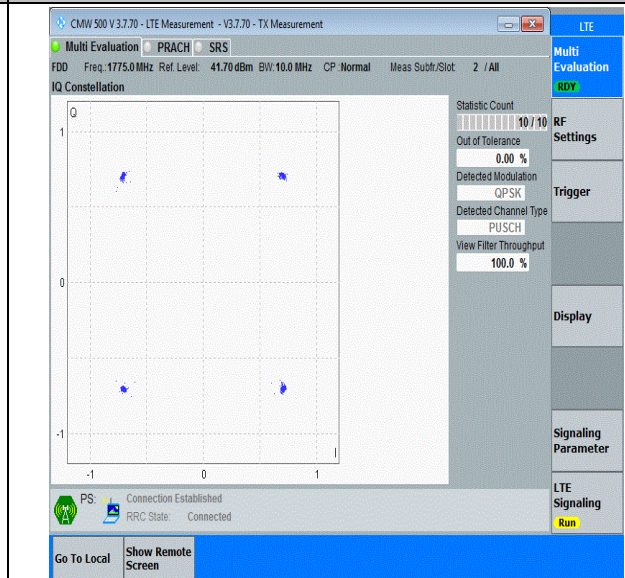 CMW 500 V 3.7.70 - LTE Measurement - V3.7.70 - TX Measurement
LTE
Multi Evaluation PRACH SRS
Multi Evaluation
RDY
FDD Freq.:1775.0 MHz Ref. Level: 41.70 dBm BW:10.0 MHz CP :Normal Meas Subfr./Slot: 2 / All
IQ Constellation
Statistic Count
10 / 10
Out of Tolerance
0.00 %
Detected Modulation
QPSK
Detected Channel Type
PUSCH
View Filter Throughput
100.0 %
Q
1
0
-1
I
-1 0 1
RF Settings
Trigger
Display
Signaling Parameter
LTE Signaling
Run
PS: Connection Established
RRC State: Connected
Go To Local
Show Remote Screen